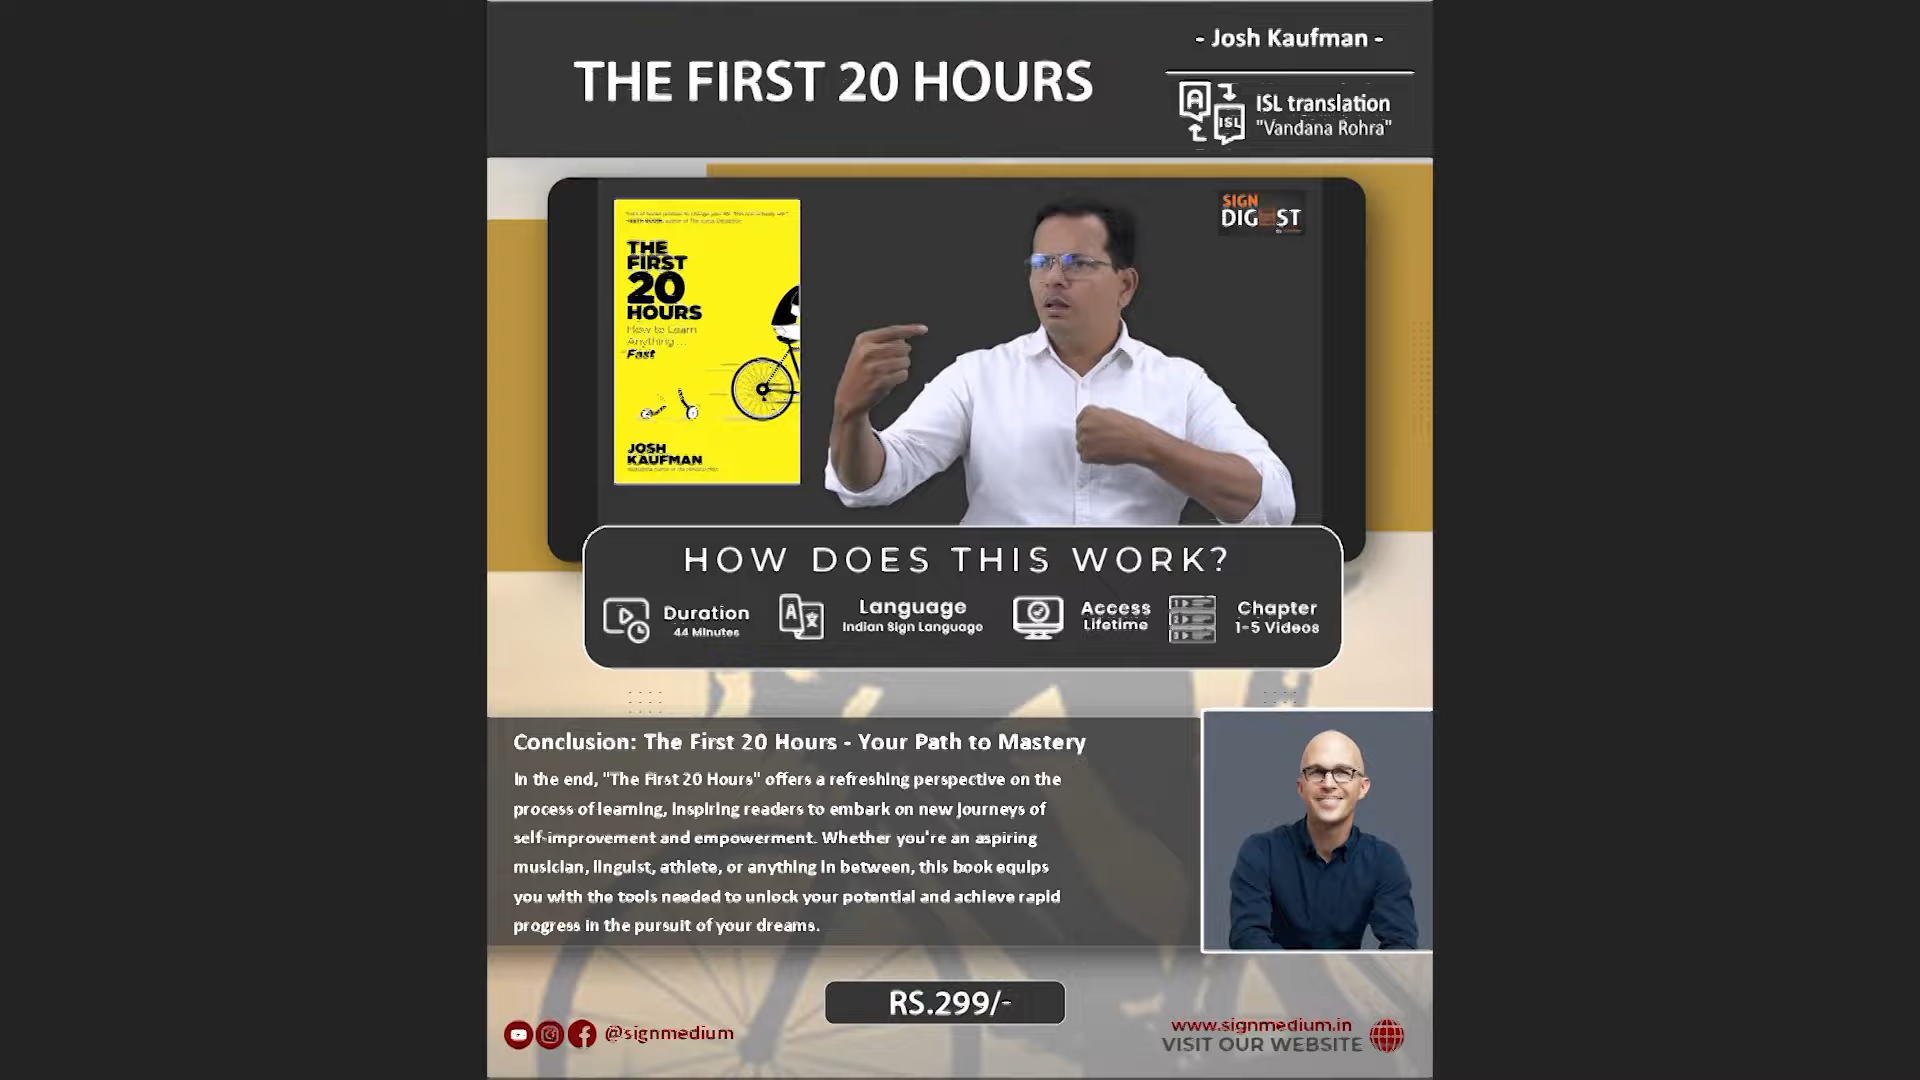 THE FIRST 20 HOURS
- Josh Kaufman -
A
ISL
ISL translation
"Vandana Rohra"
SIGN
DIGEST
THE
FIRST
20
HOURS
How to Learn
Anything ...
Fast
JOSH
KAUFMAN
HOW DOES THIS WORK?
Duration
44 Minutes
A
Language
Indian Sign Language
Access
Lifetime
1
2
3
Chapter
1-5 Videos
Conclusion: The First 20 Hours - Your Path to Mastery
In the end, "The First 20 Hours" offers a refreshing perspective on the
process of learning, inspiring readers to embark on new journeys of
self-improvement and empowerment. Whether you're an aspiring
musician, linguist, athlete, or anything in between, this book equips
you with the tools needed to unlock your potential and achieve rapid
progress in the pursuit of your dreams.
RS.299/-
@signmedium
www.signmedium.in
VISIT OUR WEBSITE